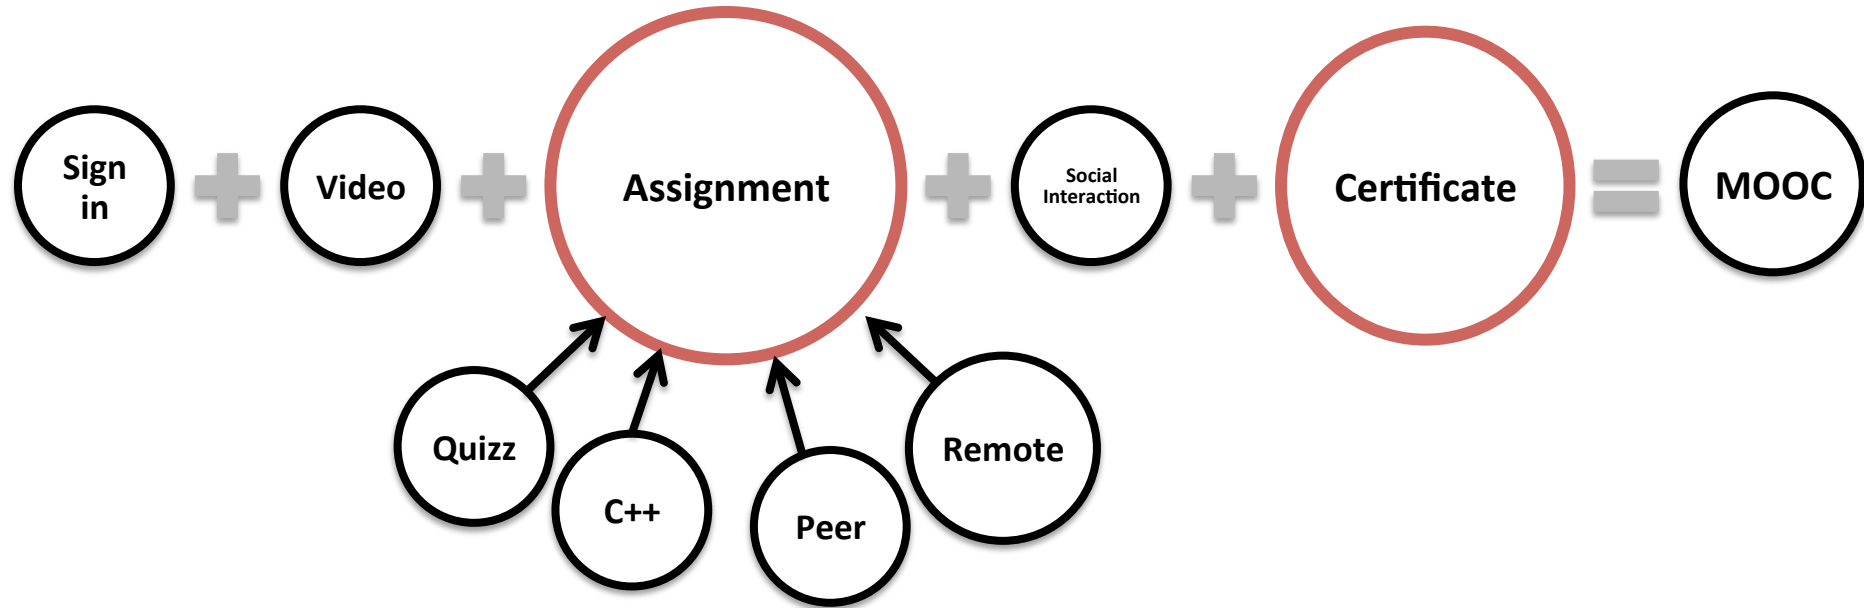 Sign
in
Video
Assignment
Social
Interaction
Certificate
MOOC
Quizz
C++
Peer
Remote